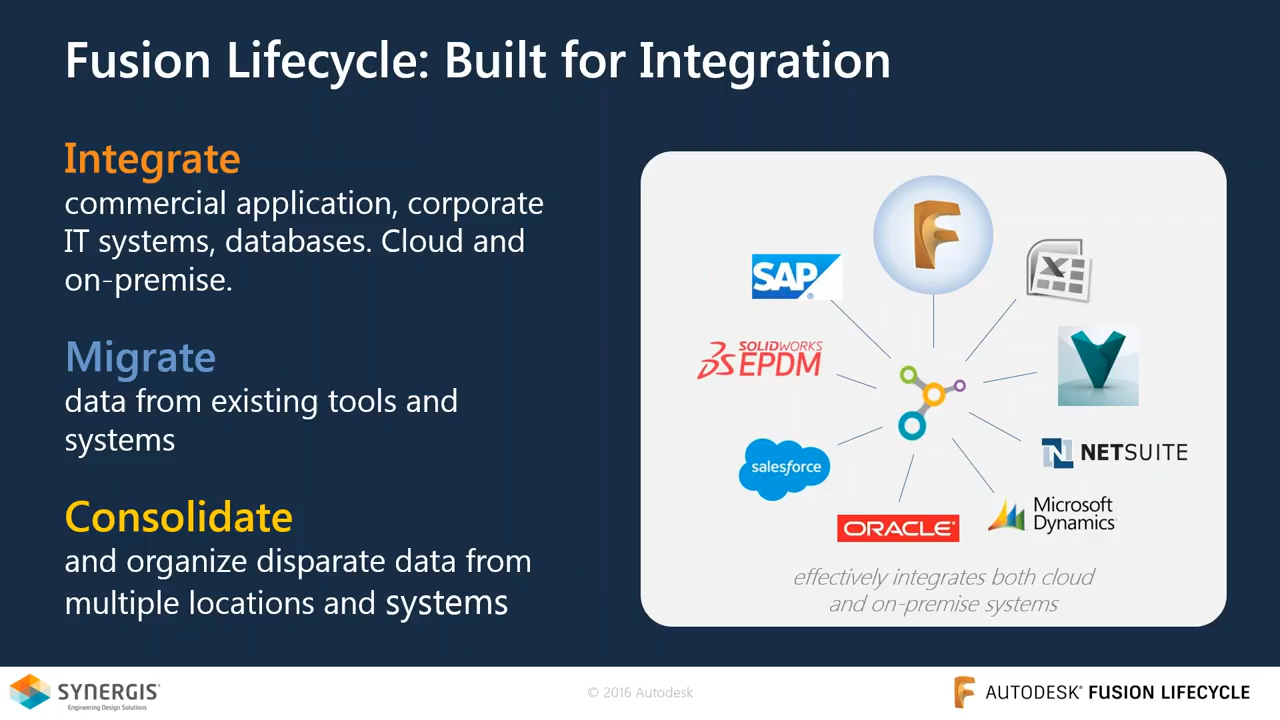 Fusion Lifecycle: Built for Integration
Integrate
commercial application, corporate
IT systems, databases. Cloud and
on-premise.
Migrate
data from existing tools and
systems
Consolidate
and organize disparate data from
multiple locations and systems
F
SAP®
X
SOLIDWORKS
EPDM
salesforce
NETSUITE
N
ORACLE®
Microsoft
Dynamics
effectively integrates both cloud
and on-premise systems
SYNERGIS®
Engineering Design Solutions
© 2016 Autodesk
AUTODESK® FUSION LIFECYCLE